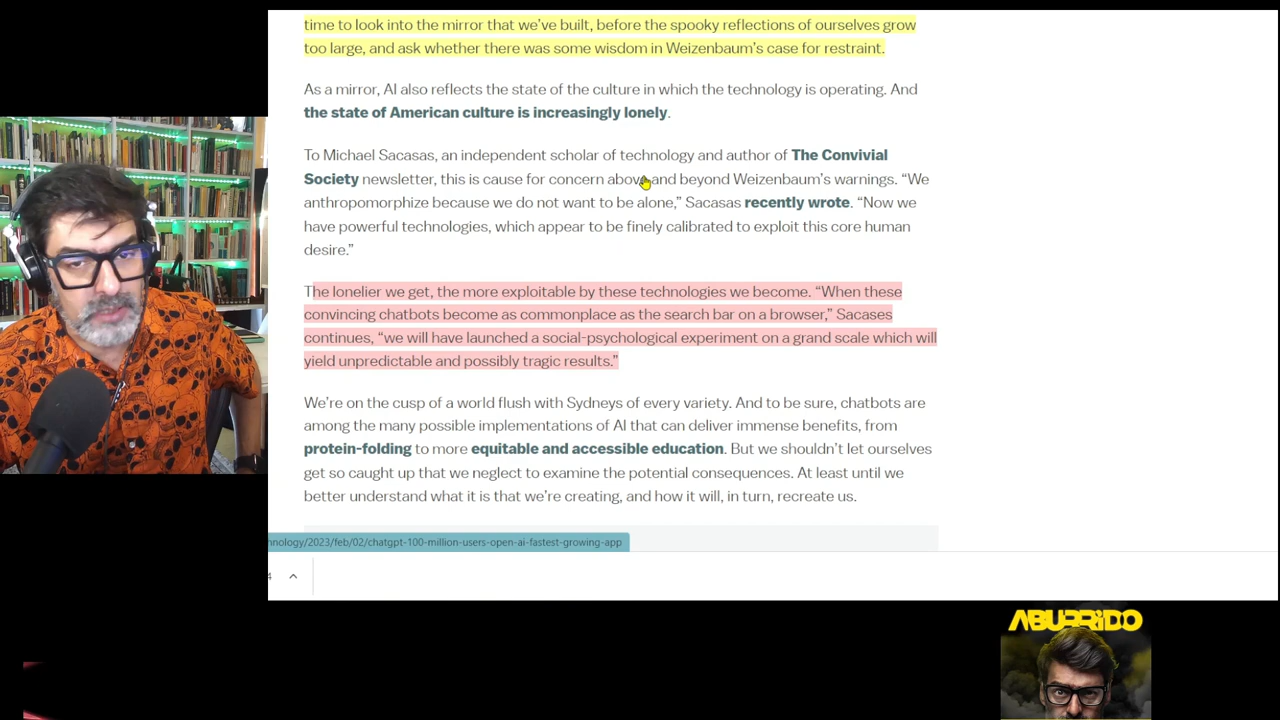 time to look into the mirror that we’ve built, before the spooky reflections of ourselves grow
too large, and ask whether there was some wisdom in Weizenbaum’s case for restraint.
As a mirror, AI also reflects the state of the culture in which the technology is operating. And
the state of American culture is increasingly lonely.
To Michael Sacasas, an independent scholar of technology and author of The Convivial
Society newsletter, this is cause for concern above and beyond Weizenbaum’s warnings. “We
anthropomorphize because we do not want to be alone,” Sacasas recently wrote. “Now we
have powerful technologies, which appear to be finely calibrated to exploit this core human
desire.”
The lonelier we get, the more exploitable by these technologies we become. “When these
convincing chatbots become as commonplace as the search bar on a browser,” Sacases
continues, “we will have launched a social-psychological experiment on a grand scale which will
yield unpredictable and possibly tragic results.”
We’re on the cusp of a world flush with Sydneys of every variety. And to be sure, chatbots are
among the many possible implementations of AI that can deliver immense benefits, from
protein-folding to more equitable and accessible education. But we shouldn’t let ourselves
get so caught up that we neglect to examine the potential consequences. At least until we
better understand what it is that we’re creating, and how it will, in turn, recreate us.
nology/2023/feb/02/chatgpt-100-million-users-open-ai-fastest-growing-app
ABURRIDO